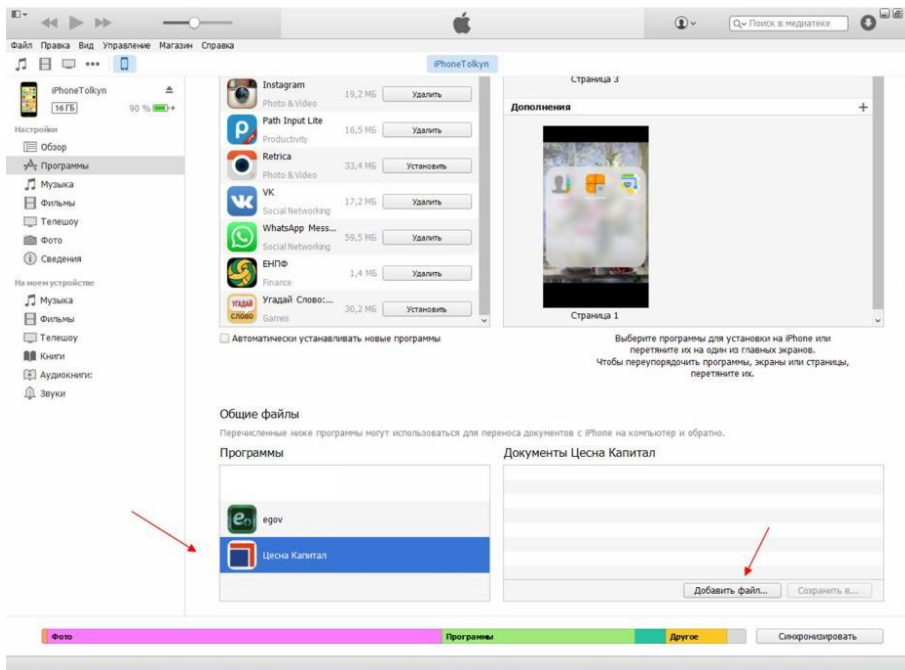 Поиск в медиатеке
Файл Правка Вид Управление Магазин Справка
iPhoneTolkyn
iPhoneTolkyn
16 ГБ 90 %
Настройки
Обзор
Программы
Музыка
Фильмы
Телешоу
Фото
Сведения
На моем устройстве
Музыка
Фильмы
Телешоу
Книги
Аудиокниги:
Звуки
Instagram
Photo & Video
19,2 МБ Удалить
Path Input Lite
Productivity
16,5 МБ Удалить
Retrica
Photo & Video
33,4 МБ Установить
VK
Social Networking
17,2 МБ Удалить
WhatsApp Mess...
Social Networking
59,5 МБ Удалить
ЕНПФ
Finance
1,4 МБ Удалить
УГАДАЙ
СЛОВО
Угадай Слово:...
Games
30,2 МБ Установить
Автоматически устанавливать новые программы
Страница 3
Дополнения
Страница 1
Выберите программы для установки на iPhone или
перетяните их на один из главных экранов.
Чтобы переупорядочить программы, экраны или страницы,
перетяните их.
Общие файлы
Перечисленные ниже программы могут использоваться для переноса документов с iPhone на компьютер и обратно.
Программы
egov
Цесна Капитал
Документы Цесна Капитал
Добавить файл... Сохранить в...
Фото Программы Другое Синхронизировать